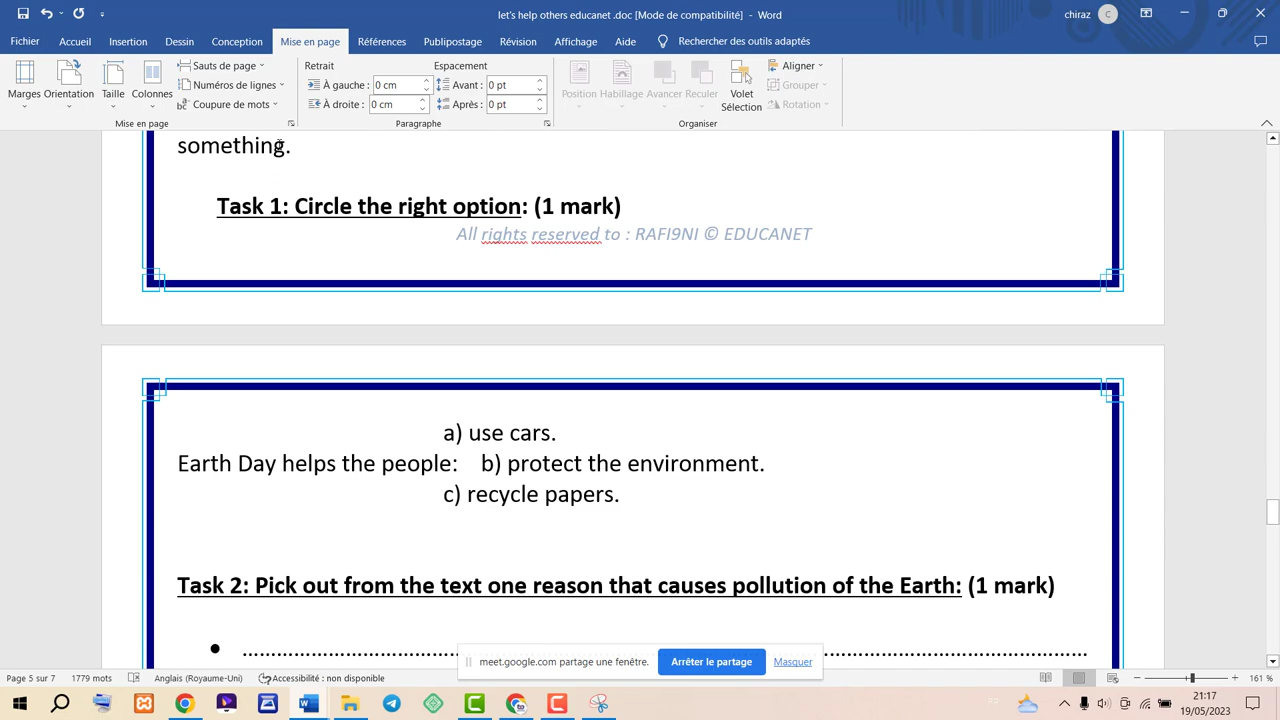 let's help others educanet .doc [Mode de compatibilité] - Word
chiraz C
Fichier Accueil Insertion Dessin Conception Mise en page Références Publipostage Révision Affichage Aide Rechercher des outils adaptés
Marges Orientation Taille Colonnes
Sauts de page
Numéros de lignes
Coupure de mots
Mise en page
Retrait Espacement
À gauche : 0 cm Avant : 0 pt
À droite : 0 cm Après : 0 pt
Paragraphe
Position Habillage Avancer Reculer Volet Sélection
Aligner
Grouper
Rotation
Organiser
something.
Task 1: Circle the right option: (1 mark)
All rights reserved to : RAFI9NI © EDUCANET
a) use cars.
Earth Day helps the people: b) protect the environment.
c) recycle papers.
Task 2: Pick out from the text one reason that causes pollution of the Earth: (1 mark)
meet.google.com partage une fenêtre. Arrêter le partage Masquer
Page 5 sur 7 1779 mots Anglais (Royaume-Uni) Accessibilité : non disponible 161 %
21:17
19/05/2023